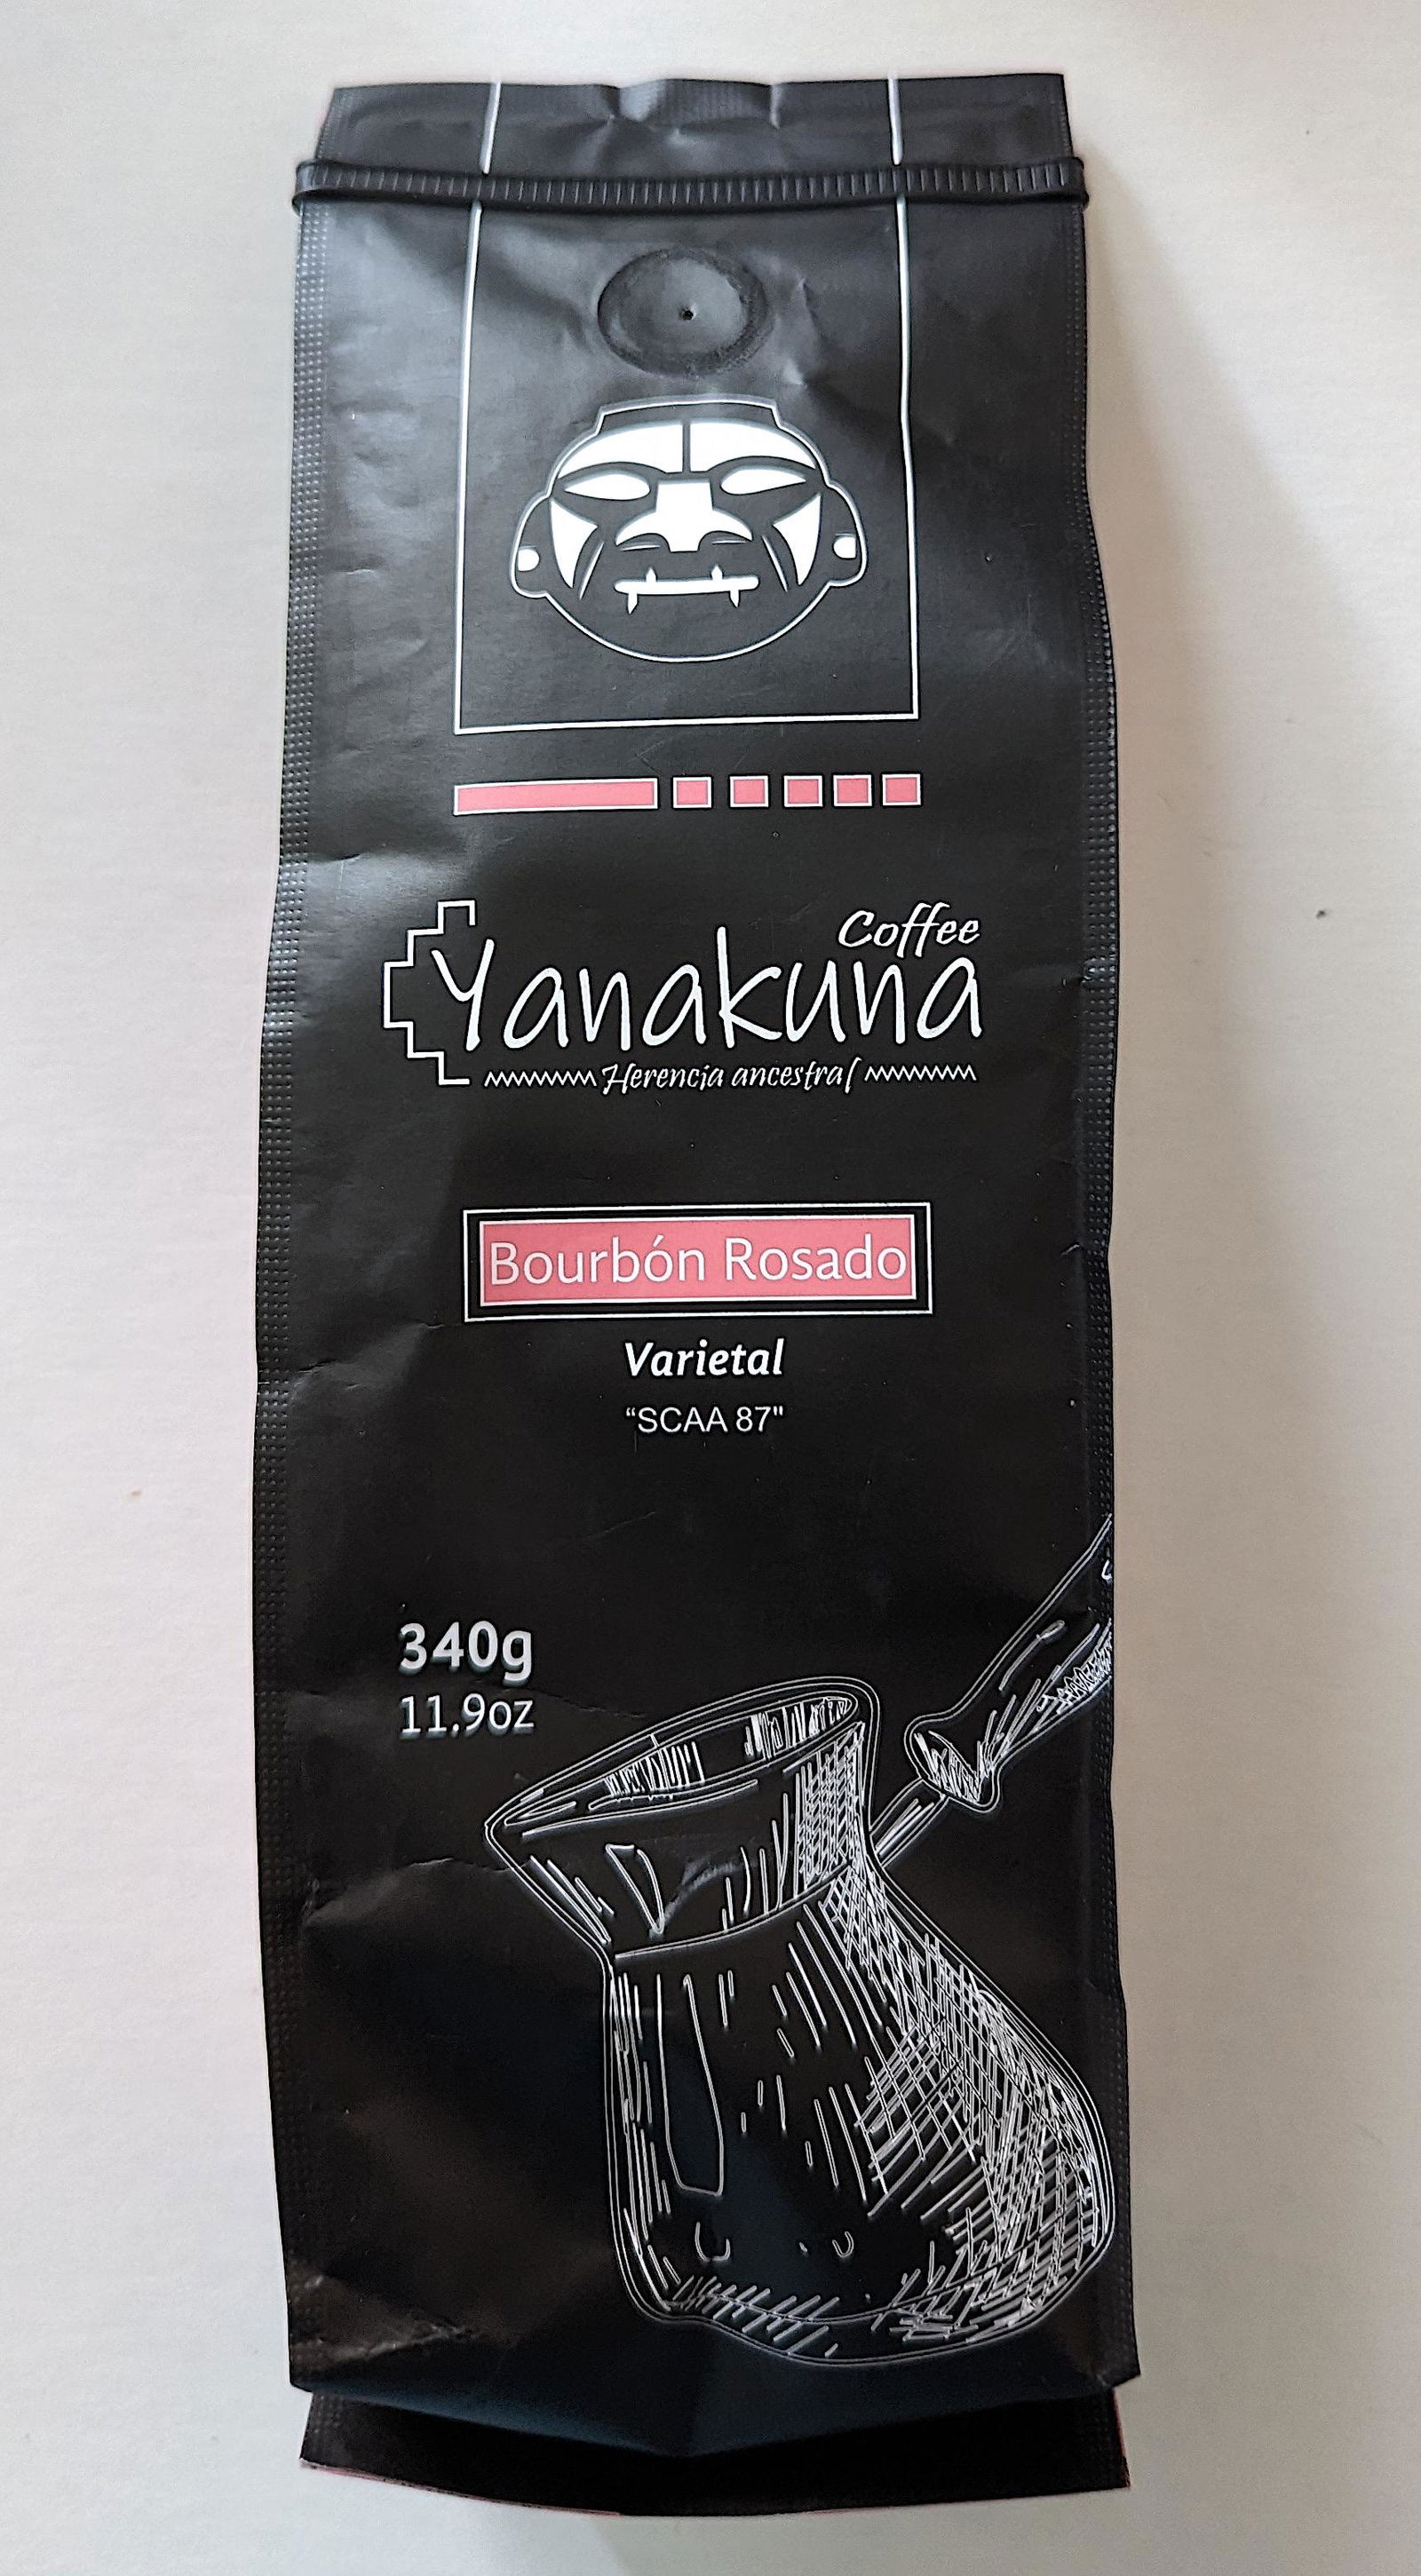 Coffee
Yanakuna
Herencia ancestral
Bourbón Rosado
Varietal
“SCAA 87"
340g
11.9oz